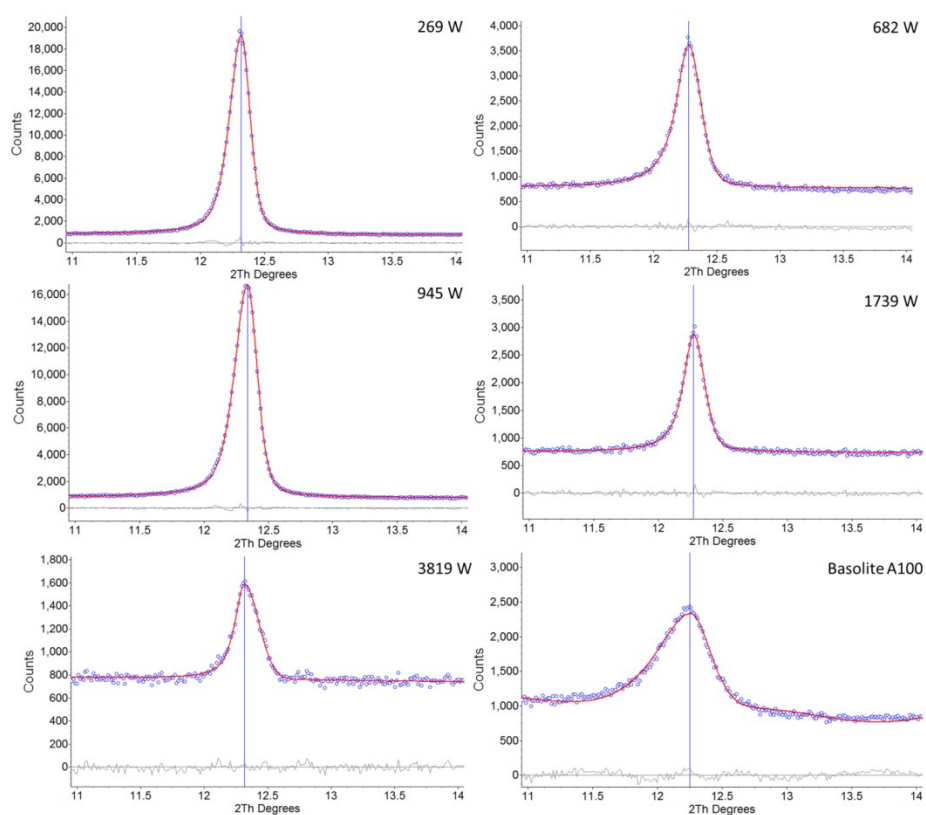 269 W
20,000
18,000
16,000
14,000
12,000
10,000
8,000
6,000
4,000
2,000
0
Counts
11 11.5 12 12.5 13 13.5 14
2Th Degrees
682 W
4,000
3,500
3,000
2,500
2,000
1,500
1,000
500
0
Counts
11 11.5 12 12.5 13 13.5 14
2Th Degrees
945 W
16,000
14,000
12,000
10,000
8,000
6,000
4,000
2,000
0
Counts
11 11.5 12 12.5 13 13.5 14
2Th Degrees
1739 W
3,500
3,000
2,500
2,000
1,500
1,000
500
0
Counts
11 11.5 12 12.5 13 13.5 14
2Th Degrees
3819 W
1,800
1,600
1,400
1,200
1,000
800
600
400
200
0
Counts
11 11.5 12 12.5 13 13.5 14
2Th Degrees
Basolite A100
3,000
2,500
2,000
1,500
1,000
500
0
Counts
11 11.5 12 12.5 13 13.5 14
2Th Degrees